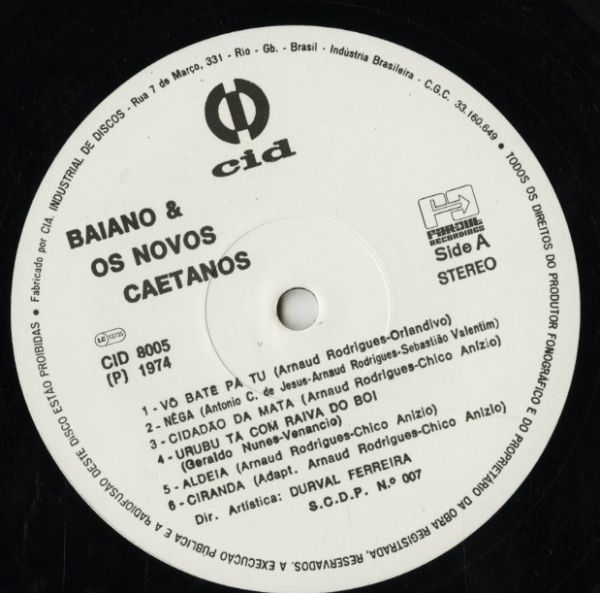 • Fabricado por CIA. INDUSTRIAL DE DISCOS - Rua 7 de Março, 331 - Rio - Gb. - Brasil - Indústria Brasileira - C.G.C. 33.160.649 • TODOS OS DIREITOS DO PRODUTOR FONOGRÁFICO E DO PROPRIETÁRIO DA OBRA REGISTRADA, RESERVADOS. A EXECUÇÃO PÚBLICA E A RADIOFUSÃO DESTE DISCO ESTÃO PROIBIDAS
cid
BAIANO &
OS NOVOS
CAETANOS
FAR OUT
RECORDINGS
Side A
STEREO
LC
CID 8005
(P) 1974
1 - VÔ BATÊ PÁ TU (Arnaud Rodrigues-Orlandivo)
2 - NÊGA (Antonio C. de Jesus-Arnaud Rodrigues-Sebastião Valentim)
3 - CIDADÃO DA MATA (Arnaud Rodrigues-Chico Anízio)
4 - URUBU TÁ COM RAIVA DO BOI
(Geraldo Nunes-Venancio)
5 - ALDEIA (Arnaud Rodrigues-Chico Anízio)
6 - CIRANDA (Adapt. Arnaud Rodrigues-Chico Anízio)
Dir. Artística: DURVAL FERREIRA
S.C.D.P. N.º 007